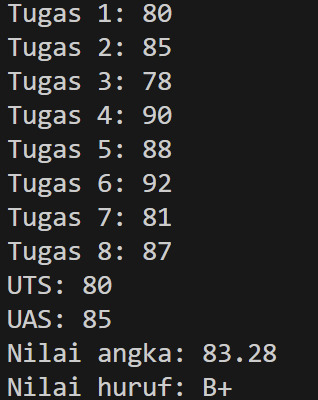 Tugas 1: 80
Tugas 2: 85
Tugas 3: 78
Tugas 4: 90
Tugas 5: 88
Tugas 6: 92
Tugas 7: 81
Tugas 8: 87
UTS: 80
UAS: 85
Nilai angka: 83.28
Nilai huruf: B+